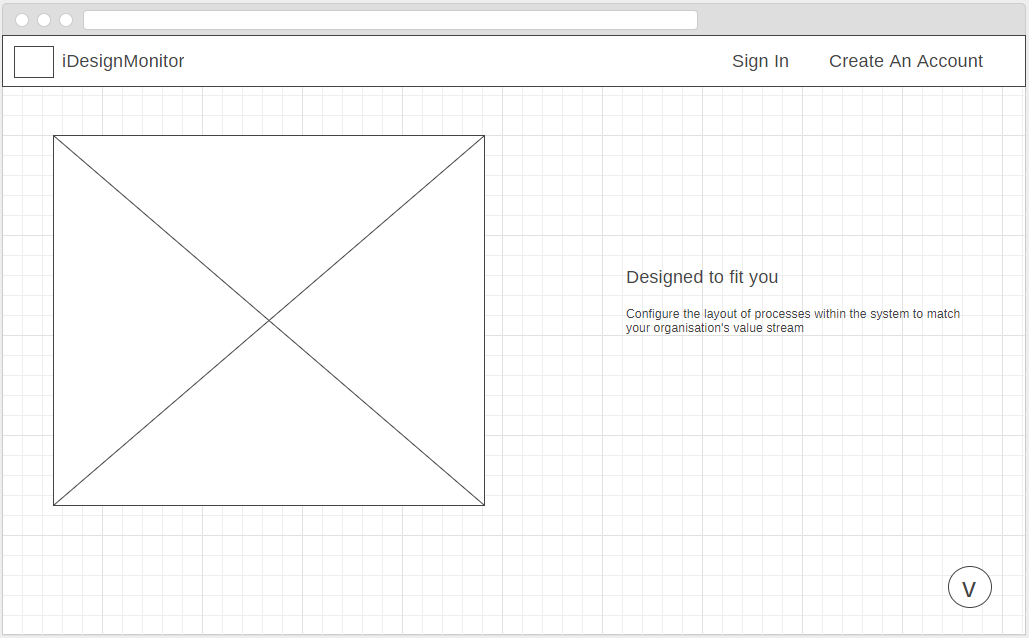 iDesignMonitor
Sign In
Create An Account
Designed to fit you
Configure the layout of processes within the system to match
your organisation's value stream
V